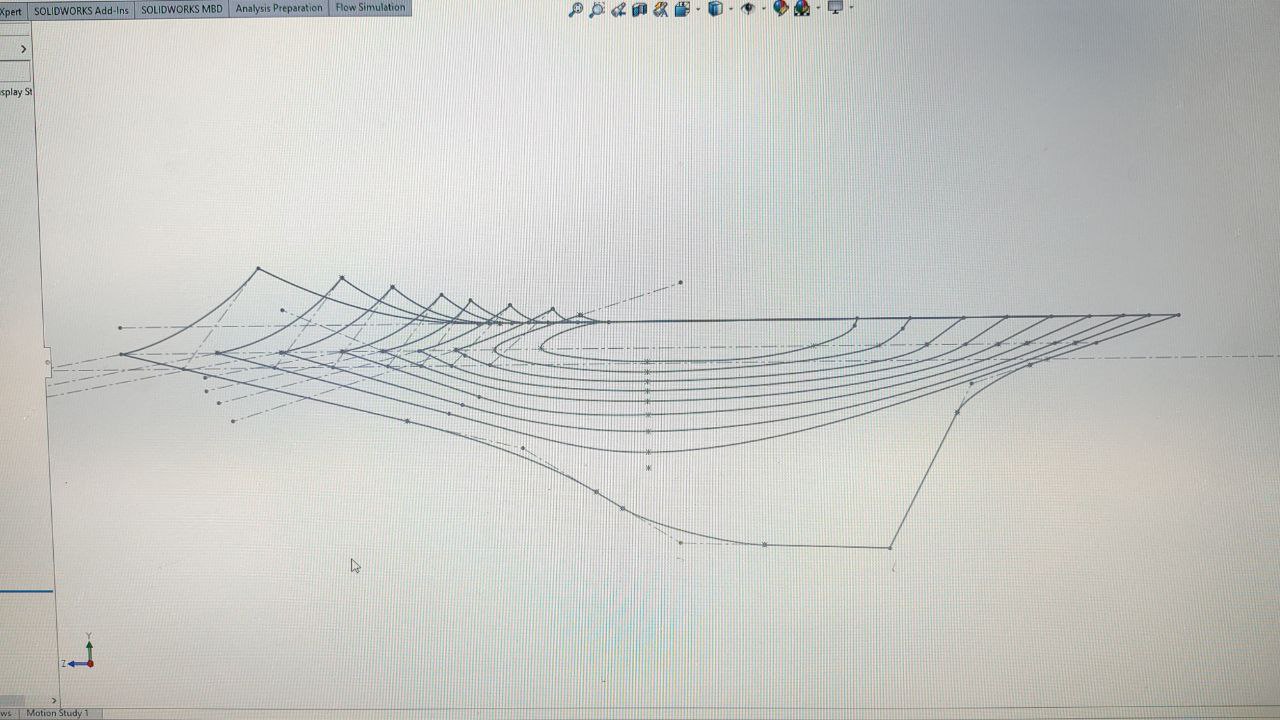 Xpert SOLIDWORKS Add-Ins SOLIDWORKS MBD Analysis Preparation Flow Simulation
splay St
Y
Z
ws Motion Study 1